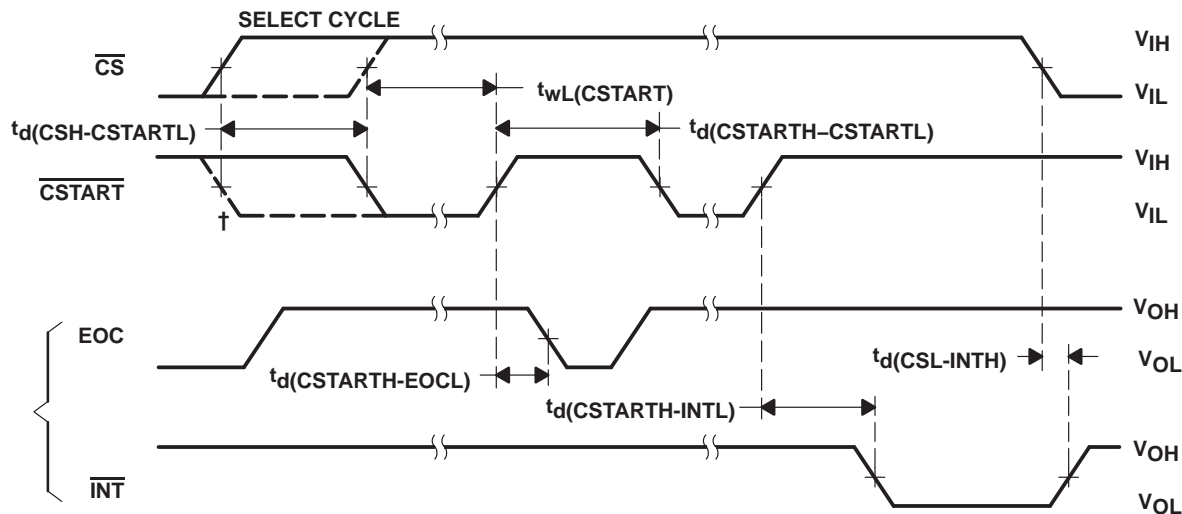 SELECT CYCLE
CS
VIH
VIL
twL(CSTART)
td(CSH-CSTARTL)
td(CSTARTH–CSTARTL)
CSTART
VIH
VIL
†
EOC
VOH
VOL
td(CSL-INTH)
td(CSTARTH-EOCL)
td(CSTARTH-INTL)
INT
VOH
VOL